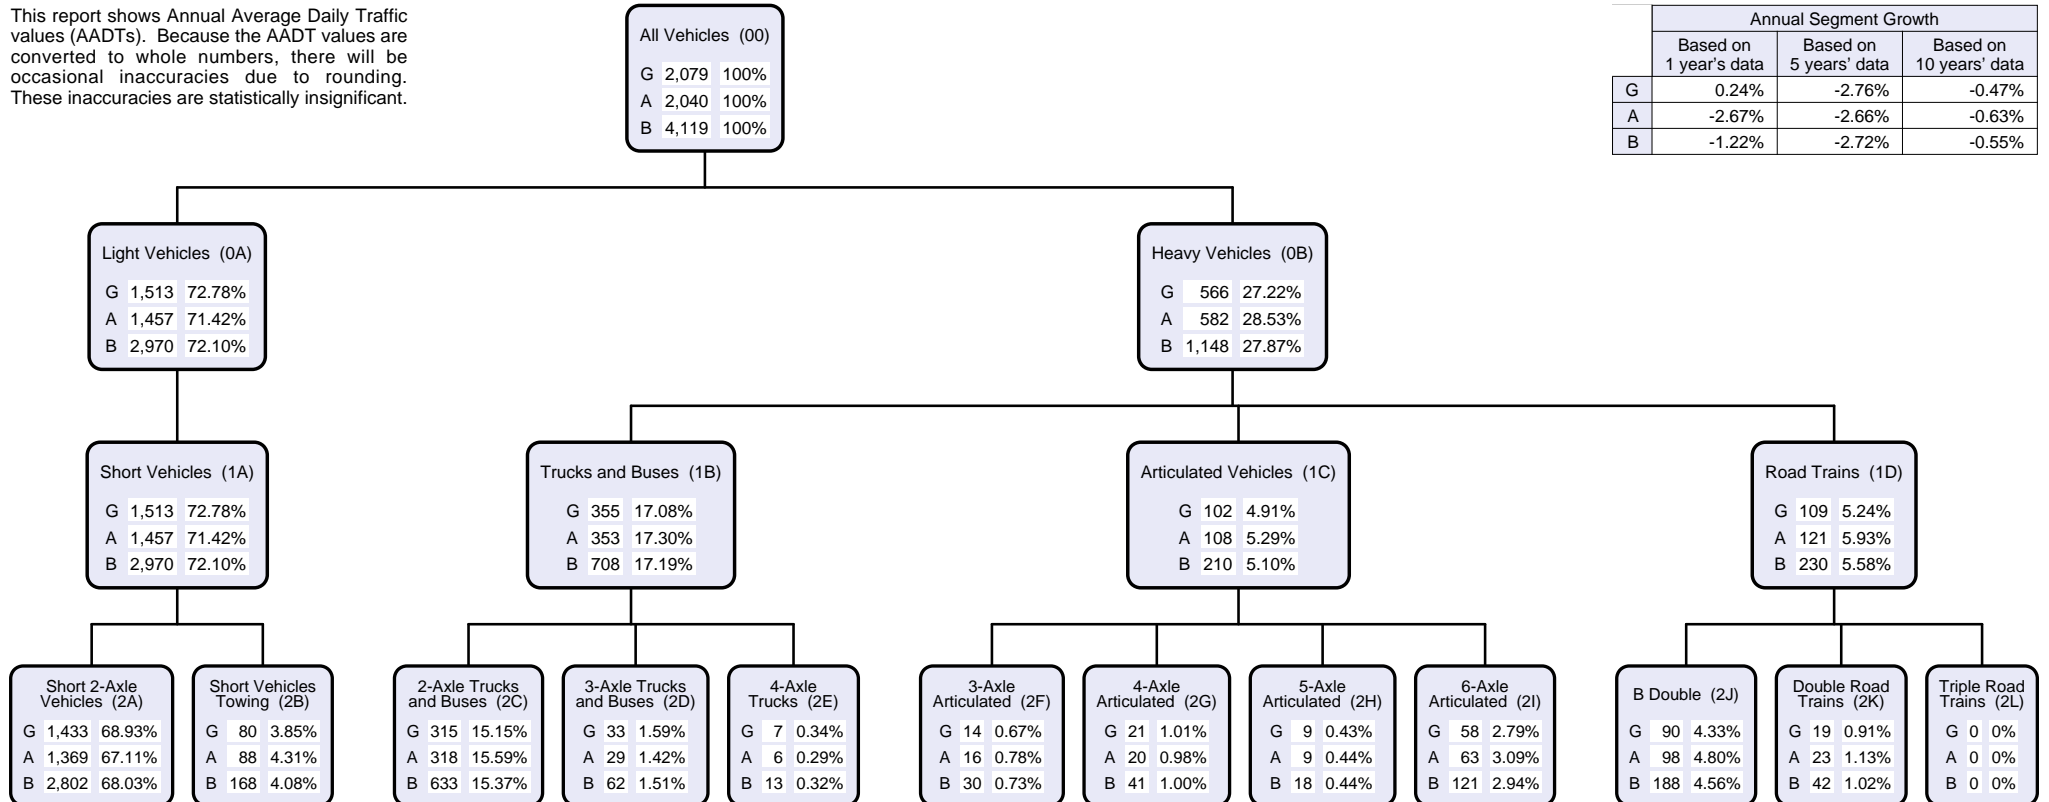 This report shows Annual Average Daily Traffic
values (AADTs).  Because the AADT values are
converted to whole numbers, there will be
occasional inaccuracies due to rounding.
These inaccuracies are statistically insignificant.
All Vehicles (00)
G 2,079 100%
A 2,040 100%
B 4,119 100%
Annual Segment Growth
Based on 1 year's data
Based on 5 years' data
Based on 10 years' data
G 0.24% -2.76% -0.47%
A -2.67% -2.66% -0.63%
B -1.22% -2.72% -0.55%
Light Vehicles (0A)
G 1,513 72.78%
A 1,457 71.42%
B 2,970 72.10%
Heavy Vehicles (0B)
G 566 27.22%
A 582 28.53%
B 1,148 27.87%
Short Vehicles (1A)
G 1,513 72.78%
A 1,457 71.42%
B 2,970 72.10%
Trucks and Buses (1B)
G 355 17.08%
A 353 17.30%
B 708 17.19%
Articulated Vehicles (1C)
G 102 4.91%
A 108 5.29%
B 210 5.10%
Road Trains (1D)
G 109 5.24%
A 121 5.93%
B 230 5.58%
Short 2-Axle
Vehicles (2A)
G 1,433 68.93%
A 1,369 67.11%
B 2,802 68.03%
Short Vehicles
Towing (2B)
G 80 3.85%
A 88 4.31%
B 168 4.08%
2-Axle Trucks
and Buses (2C)
G 315 15.15%
A 318 15.59%
B 633 15.37%
3-Axle Trucks
and Buses (2D)
G 33 1.59%
A 29 1.42%
B 62 1.51%
4-Axle
Trucks (2E)
G 7 0.34%
A 6 0.29%
B 13 0.32%
3-Axle
Articulated (2F)
G 14 0.67%
A 16 0.78%
B 30 0.73%
4-Axle
Articulated (2G)
G 21 1.01%
A 20 0.98%
B 41 1.00%
5-Axle
Articulated (2H)
G 9 0.43%
A 9 0.44%
B 18 0.44%
6-Axle
Articulated (2I)
G 58 2.79%
A 63 3.09%
B 121 2.94%
B Double (2J)
G 90 4.33%
A 98 4.80%
B 188 4.56%
Double Road
Trains (2K)
G 19 0.91%
A 23 1.13%
B 42 1.02%
Triple Road
Trains (2L)
G 0 0%
A 0 0%
B 0 0%